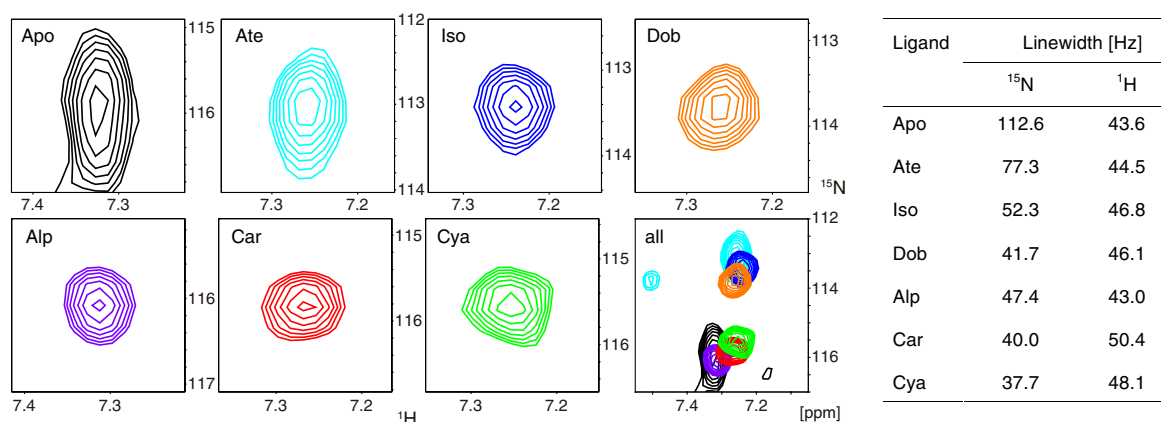 Apo
115
116
7.4
7.3
Ate
112
113
114
7.3
7.2
Iso
112
113
114
7.3
7.2
Dob
113
114
15N
7.3
7.2
Alp
116
117
7.4
7.3
Car
115
116
7.3
7.2
1H
Cya
115
116
7.3
7.2
all
112
114
116
7.4
7.2
[ppm]
Ligand Linewidth [Hz]
15N 1H
Apo 112.6 43.6
Ate 77.3 44.5
Iso 52.3 46.8
Dob 41.7 46.1
Alp 47.4 43.0
Car 40.0 50.4
Cya 37.7 48.1